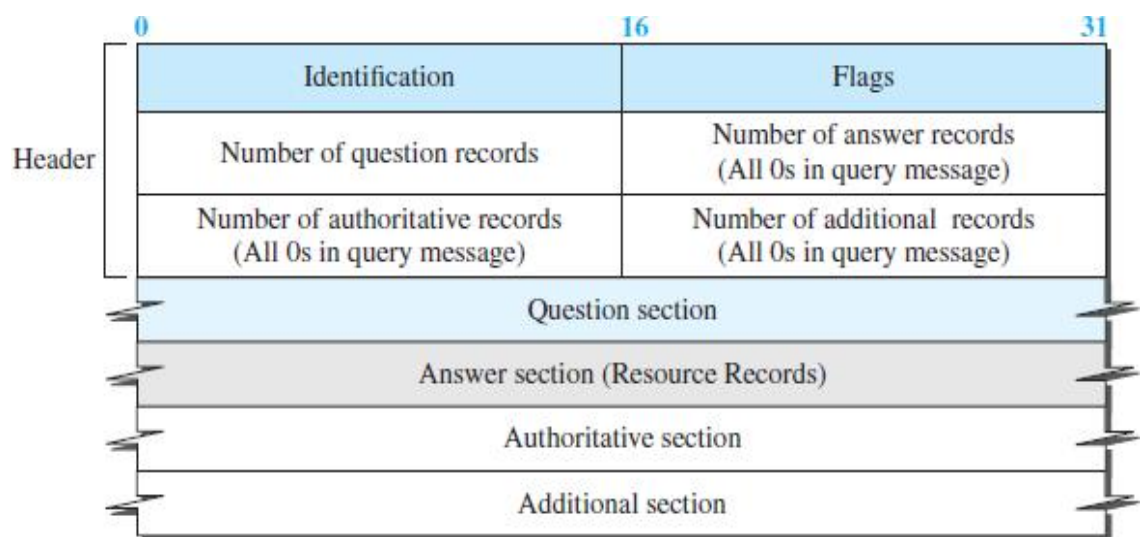 0 16 31
Identification Flags
Header
Number of question records
Number of answer records
(All 0s in query message)
Number of authoritative records
(All 0s in query message)
Number of additional records
(All 0s in query message)
Question section
Answer section (Resource Records)
Authoritative section
Additional section